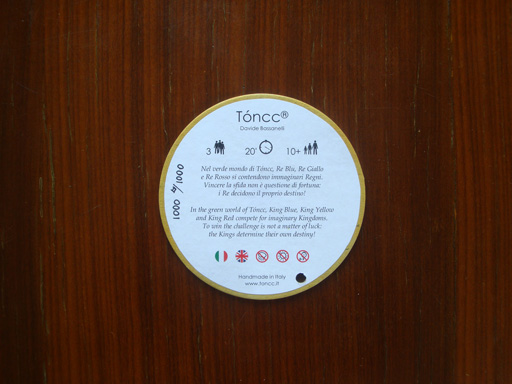 Tóncc®
Davide Bassanelli
3 20' 10+
Nel verde mondo di Tóncc, Re Blu, Re Giallo
e Re Rosso si contendono immaginari Regni.
Vincere la sfida non è questione di fortuna:
i Re decidono il proprio destino!
In the green world of Tóncc, King Blue, King Yellow
and King Red compete for imaginary Kingdoms.
To win the challenge is not a matter of luck:
the Kings determine their own destiny!
Handmade in Italy
www.toncc.it
1000 /1000